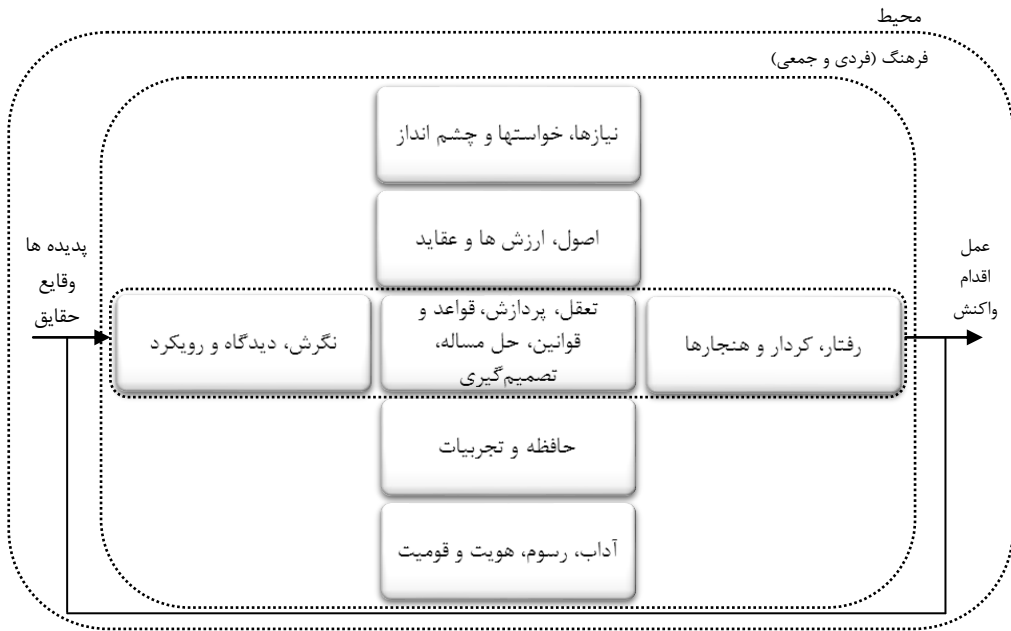 محیط
فرهنگ (فردی و جمعی)
نیازها، خواستها و چشم انداز
اصول، ارزش ها و عقاید
پدیده ها
وقایع
حقایق
عمل
اقدام
واکنش
نگرش، دیدگاه و رویکرد
تعقل، پردازش، قواعد و
قوانین، حل مساله،
تصمیم‌گیری
رفتار، کردار و هنجارها
حافظه و تجربیات
آداب، رسوم، هویت و قومیت